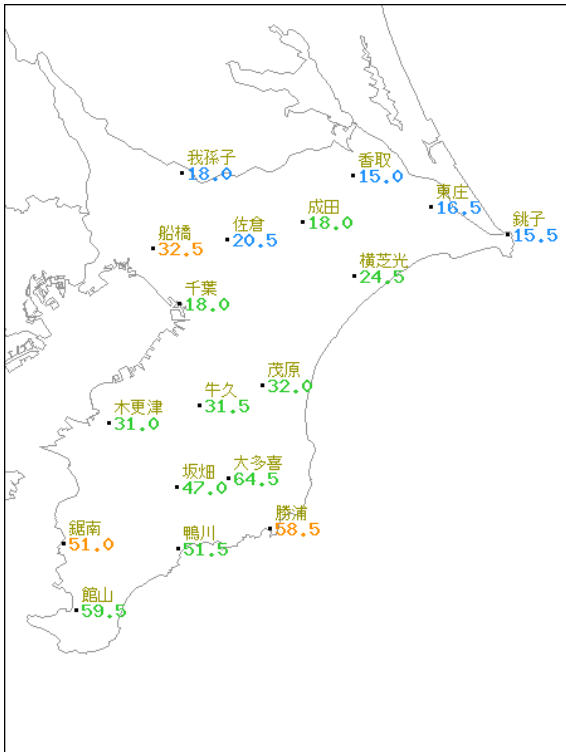 我孫子
18.0
香取
15.0
東庄
16.5
成田
18.0
佐倉
20.5
銚子
15.5
船橋
32.5
横芝光
24.5
千葉
18.0
茂原
32.0
牛久
31.5
木更津
31.0
大多喜
64.5
坂畑
47.0
勝浦
58.5
鋸南
51.0
鴨川
51.5
館山
59.5